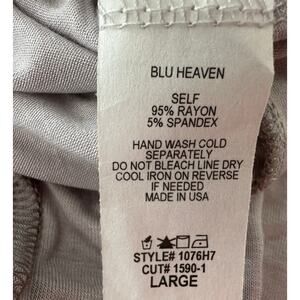 BLU HEAVEN
SELF
95% RAYON
5% SPANDEX
HAND WASH COLD
SEPARATELY
DO NOT BLEACH LINE DRY
COOL IRON ON REVERSE
IF NEEDED
MADE IN USA
STYLE# 1076H7
CUT# 1590-1
LARGE